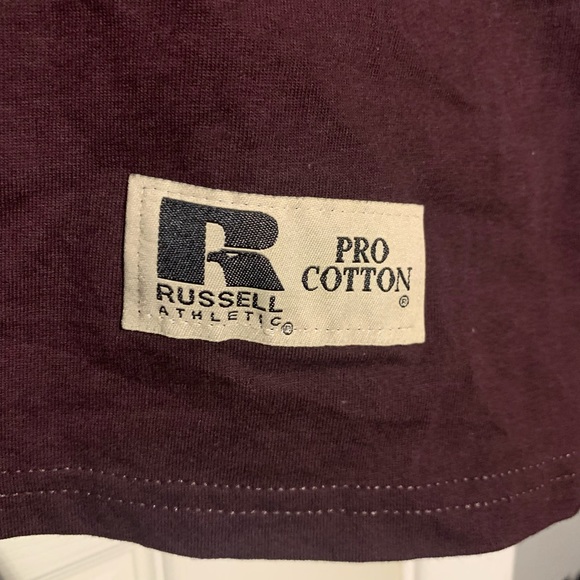 R
RUSSELL
ATHLETIC®
PRO
COTTON
®